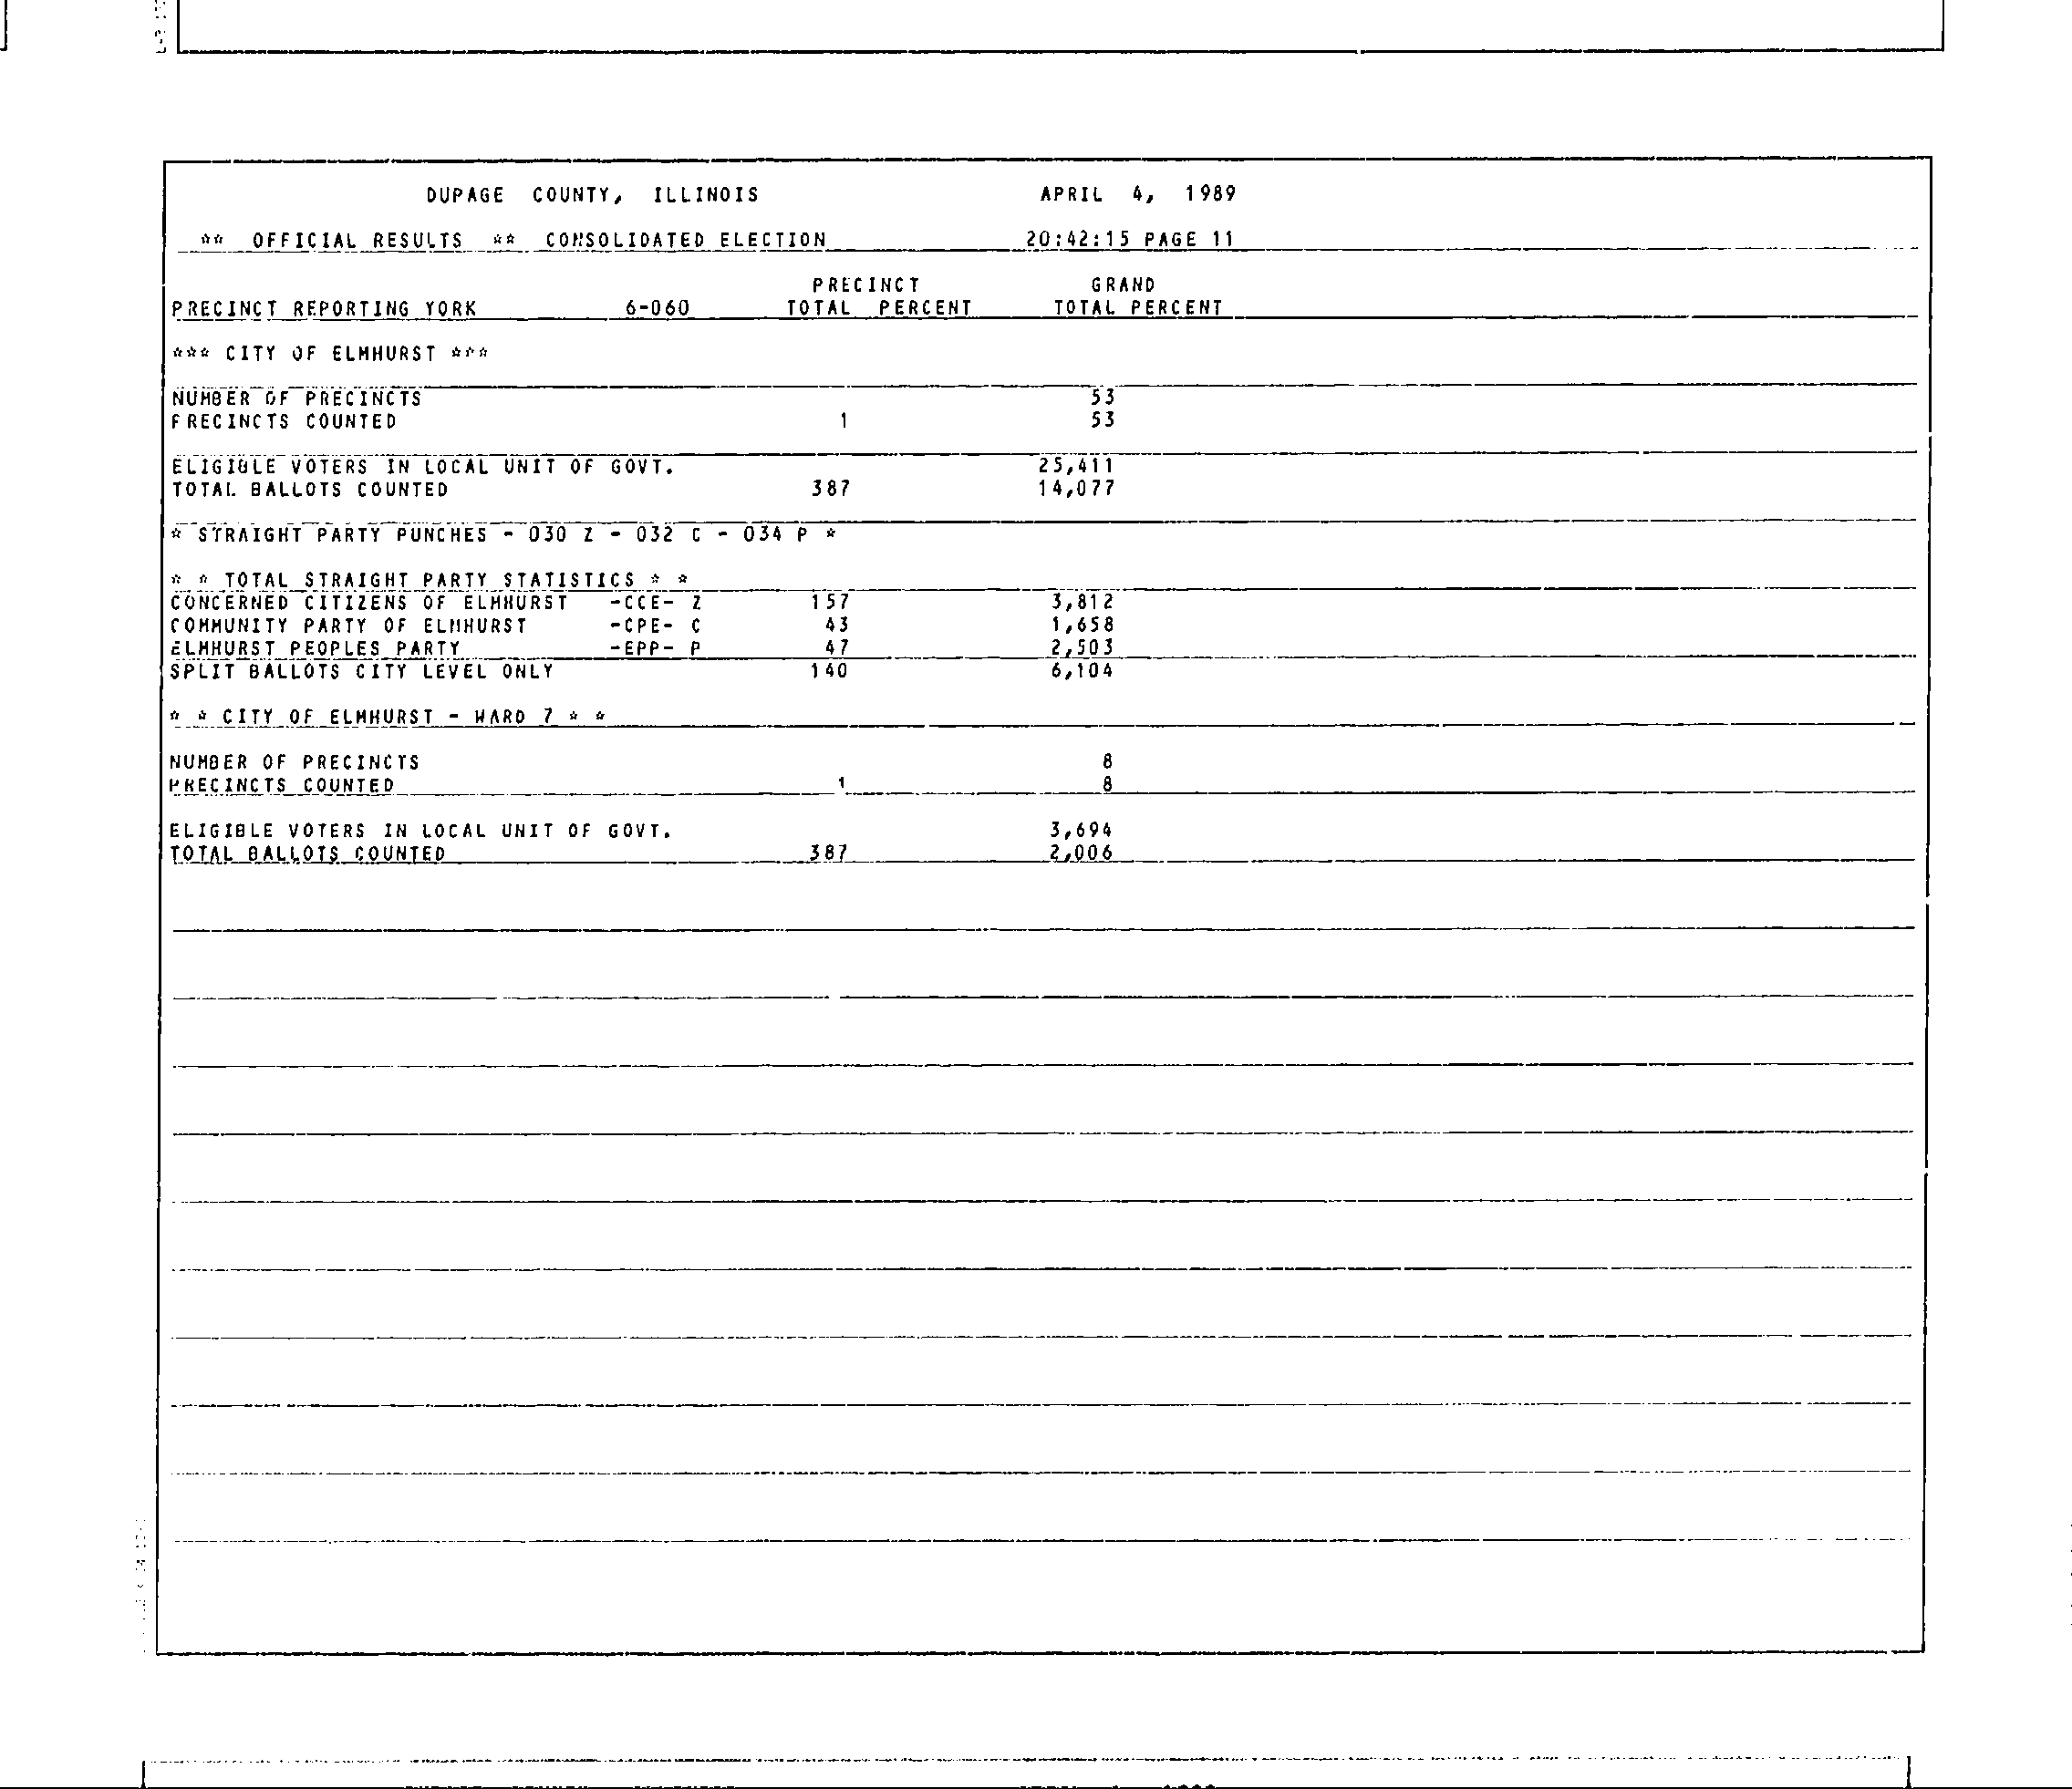 DUPAGE COUNTY, ILLINOIS APRIL 4, 1989
** OFFICIAL RESULTS ** CONSOLIDATED ELECTION 20:42:15 PAGE 11
PRECINCT GRAND
PRECINCT REPORTING YORK 6-060 TOTAL PERCENT TOTAL PERCENT
*** CITY OF ELMHURST ***
NUMBER OF PRECINCTS 53
PRECINCTS COUNTED 1 53
ELIGIBLE VOTERS IN LOCAL UNIT OF GOVT. 25,411
TOTAL BALLOTS COUNTED 387 14,077
* STRAIGHT PARTY PUNCHES - 030 Z - 032 C - 034 P *
* * TOTAL STRAIGHT PARTY STATISTICS * *
CONCERNED CITIZENS OF ELMHURST -CCE- Z 157 3,812
COMMUNITY PARTY OF ELMHURST -CPE- C 43 1,658
ELMHURST PEOPLES PARTY -EPP- P 47 2,503
SPLIT BALLOTS CITY LEVEL ONLY 140 6,104
* * CITY OF ELMHURST - WARD 7 * *
NUMBER OF PRECINCTS 8
PRECINCTS COUNTED 1 8
ELIGIBLE VOTERS IN LOCAL UNIT OF GOVT. 3,694
TOTAL BALLOTS COUNTED 387 2,006